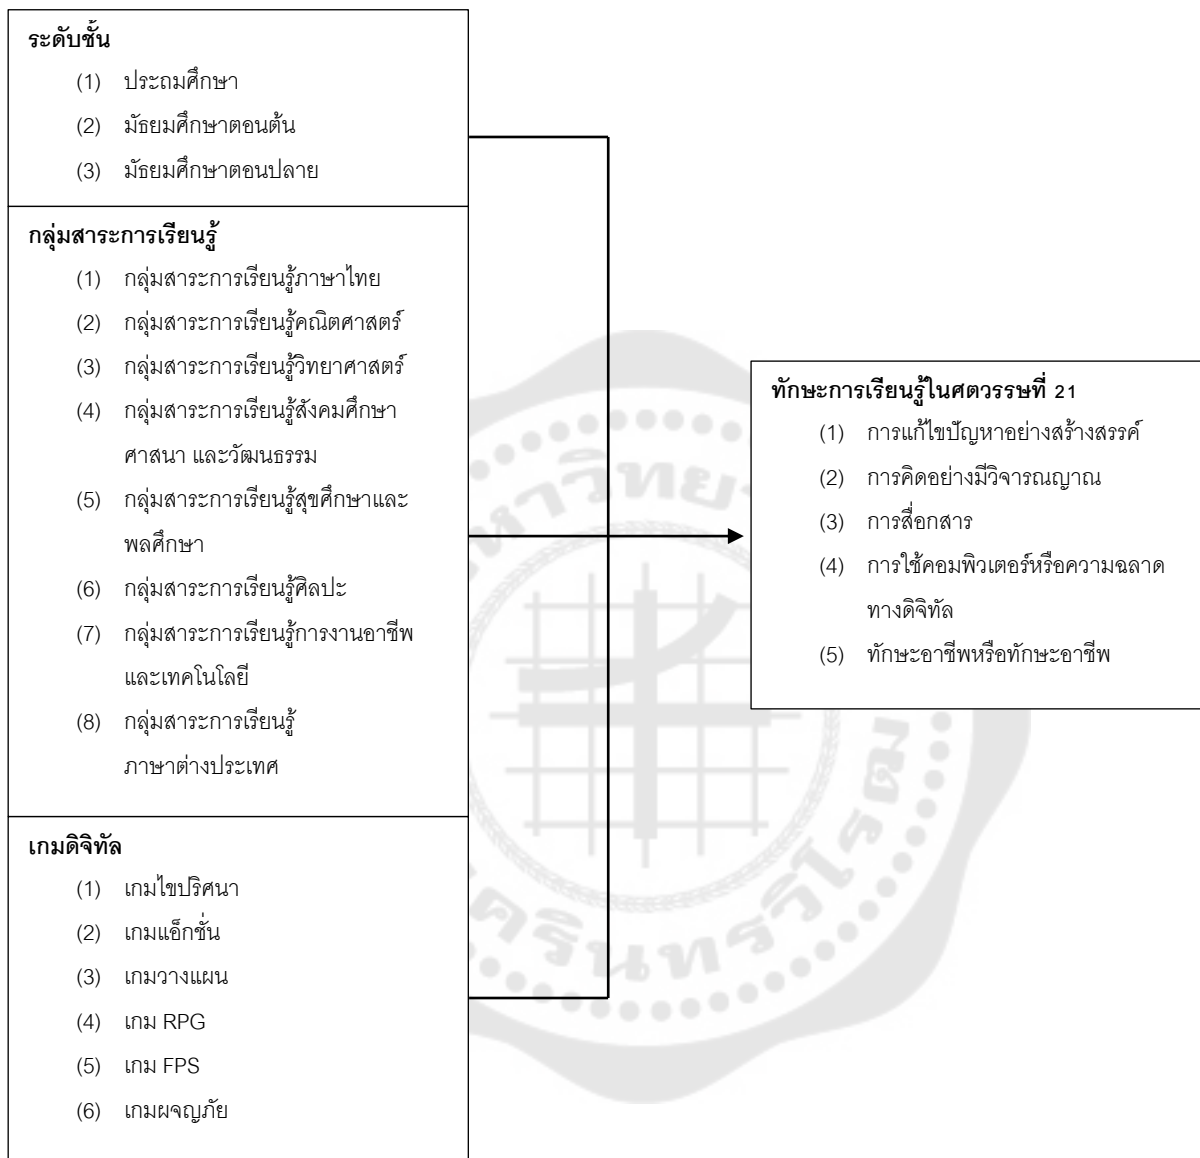 ระดับชั้น
(1) ประถมศึกษา
(2) มัธยมศึกษาตอนต้น
(3) มัธยมศึกษาตอนปลาย
กลุ่มสาระการเรียนรู้
(1) กลุ่มสาระการเรียนรู้ภาษาไทย
(2) กลุ่มสาระการเรียนรู้คณิตศาสตร์
(3) กลุ่มสาระการเรียนรู้วิทยาศาสตร์
(4) กลุ่มสาระการเรียนรู้สังคมศึกษา
ศาสนา และวัฒนธรรม
(5) กลุ่มสาระการเรียนรู้สุขศึกษาและ
พลศึกษา
(6) กลุ่มสาระการเรียนรู้ศิลปะ
(7) กลุ่มสาระการเรียนรู้การงานอาชีพ
และเทคโนโลยี
(8) กลุ่มสาระการเรียนรู้
ภาษาต่างประเทศ
เกมดิจิทัล
(1) เกมไขปริศนา
(2) เกมแอ็กชั่น
(3) เกมวางแผน
(4) เกม RPG
(5) เกม FPS
(6) เกมผจญภัย
ทักษะการเรียนรู้ในศตวรรษที่ 21
(1) การแก้ไขปัญหาอย่างสร้างสรรค์
(2) การคิดอย่างมีวิจารณญาณ
(3) การสื่อกสาร
(4) การใช้คอมพิวเตอร์หรือความฉลาด
ทางดิจิทัล
(5) ทักษะอาชีพหรือทักษะอาชีพ